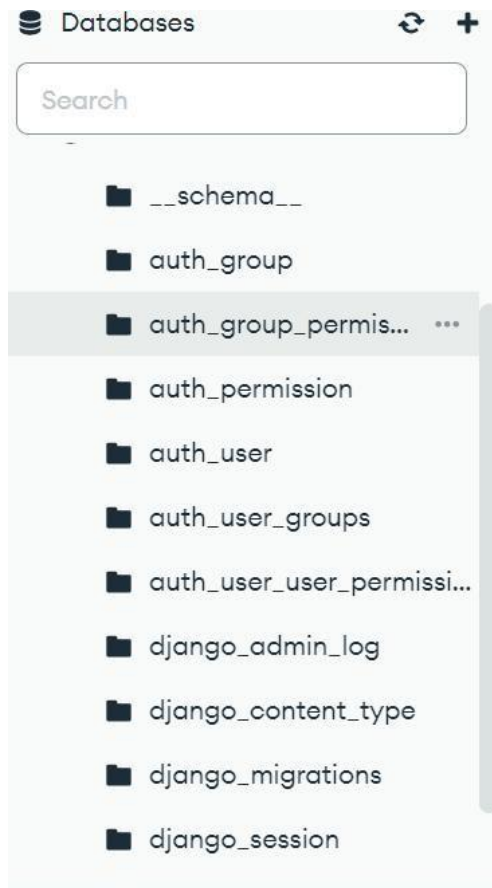 Databases
Search
__schema__
auth_group
auth_group_permis...
auth_permission
auth_user
auth_user_groups
auth_user_user_permissi...
django_admin_log
django_content_type
django_migrations
django_session